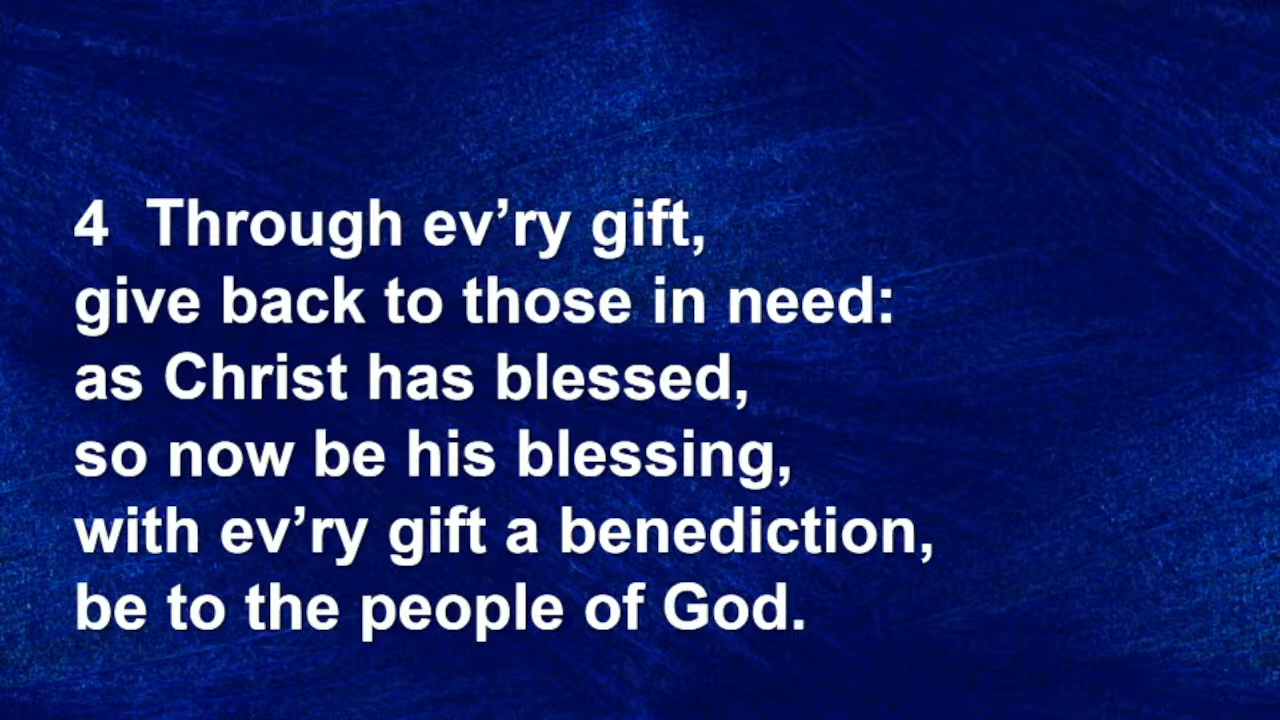 4 Through ev’ry gift,
give back to those in need:
as Christ has blessed,
so now be his blessing,
with ev’ry gift a benediction,
be to the people of God.